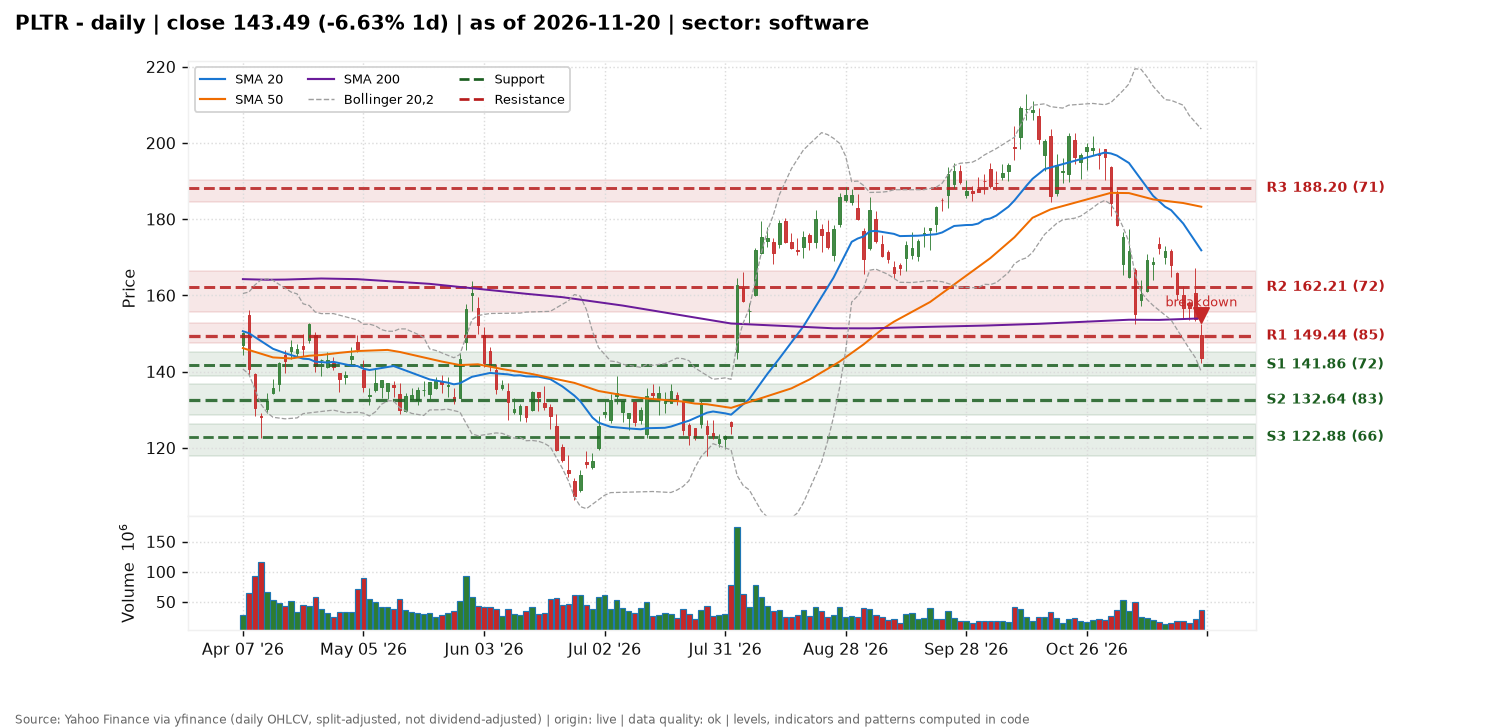 PLTR - daily | close 143.49 (-6.63% 1d) | as of 2026-11-20 | sector: software
SMA 20
SMA 50
SMA 200
Bollinger 20,2
Support
Resistance
Price
220
200
180
160
140
120
breakdown
R3 188.20 (71)
R2 162.21 (72)
R1 149.44 (85)
S1 141.86 (72)
S2 132.64 (83)
S3 122.88 (66)
Volume 10⁶
150
100
50
Apr 07 '26
May 05 '26
Jun 03 '26
Jul 02 '26
Jul 31 '26
Aug 28 '26
Sep 28 '26
Oct 26 '26
Source: Yahoo Finance via yfinance (daily OHLCV, split-adjusted, not dividend-adjusted) | origin: live | data quality: ok | levels, indicators and patterns computed in code